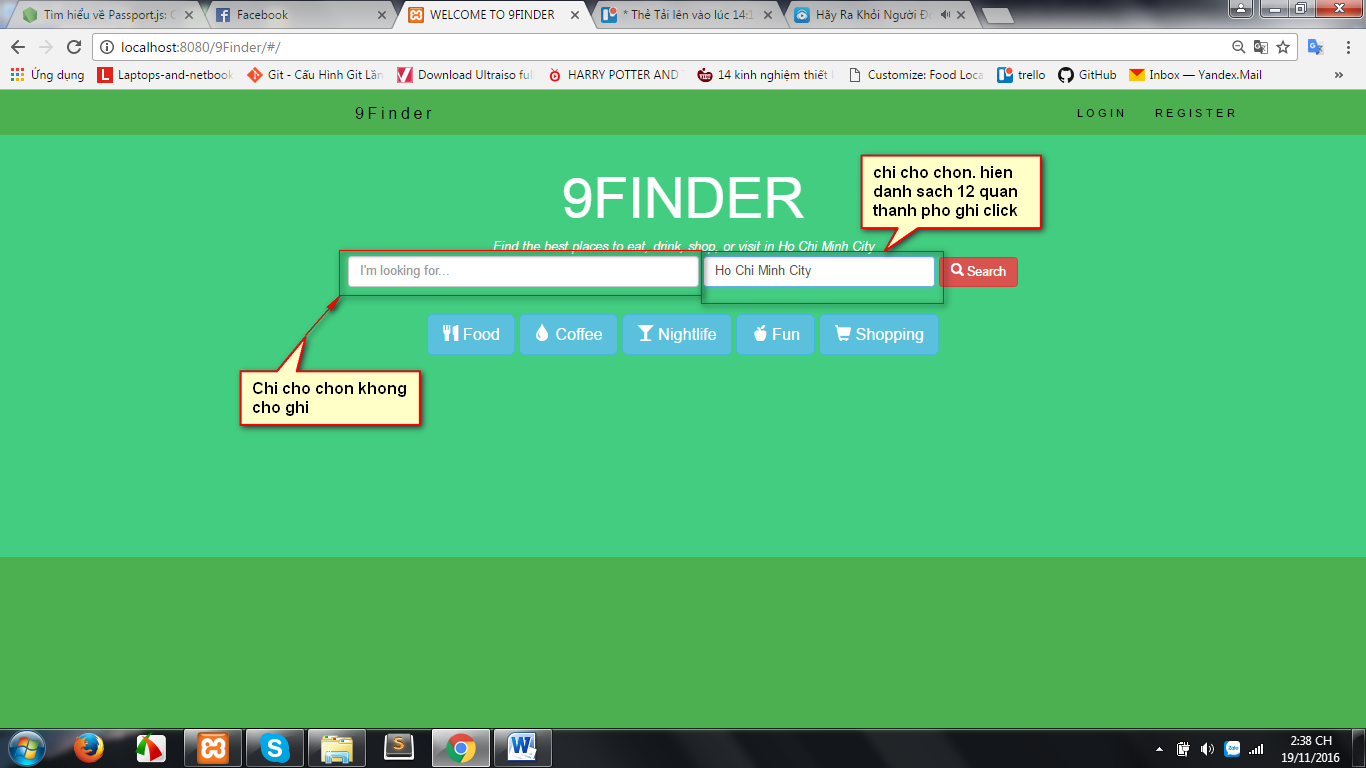 Tìm hiểu về Passport.js: C
Facebook
WELCOME TO 9FINDER
* Thẻ Tải lên vào lúc 14:1
Hãy Ra Khỏi Người Đó
localhost:8080/9Finder/#/
Ứng dụng
Laptops-and-netbook
Git - Cấu Hình Git Lần
Download Ultraiso ful
HARRY POTTER AND
14 kinh nghiệm thiết
Customize: Food Loca
trello
GitHub
Inbox — Yandex.Mail
»
9Finder
LOGIN
REGISTER
9FINDER
chi cho chon. hien
danh sach 12 quan
thanh pho ghi click
Find the best places to eat, drink, shop, or visit in Ho Chi Minh City
I'm looking for...
Ho Chi Minh City
Search
Food
Coffee
Nightlife
Fun
Shopping
Chi cho chon khong
cho ghi
Zalo
2:38 CH
19/11/2016